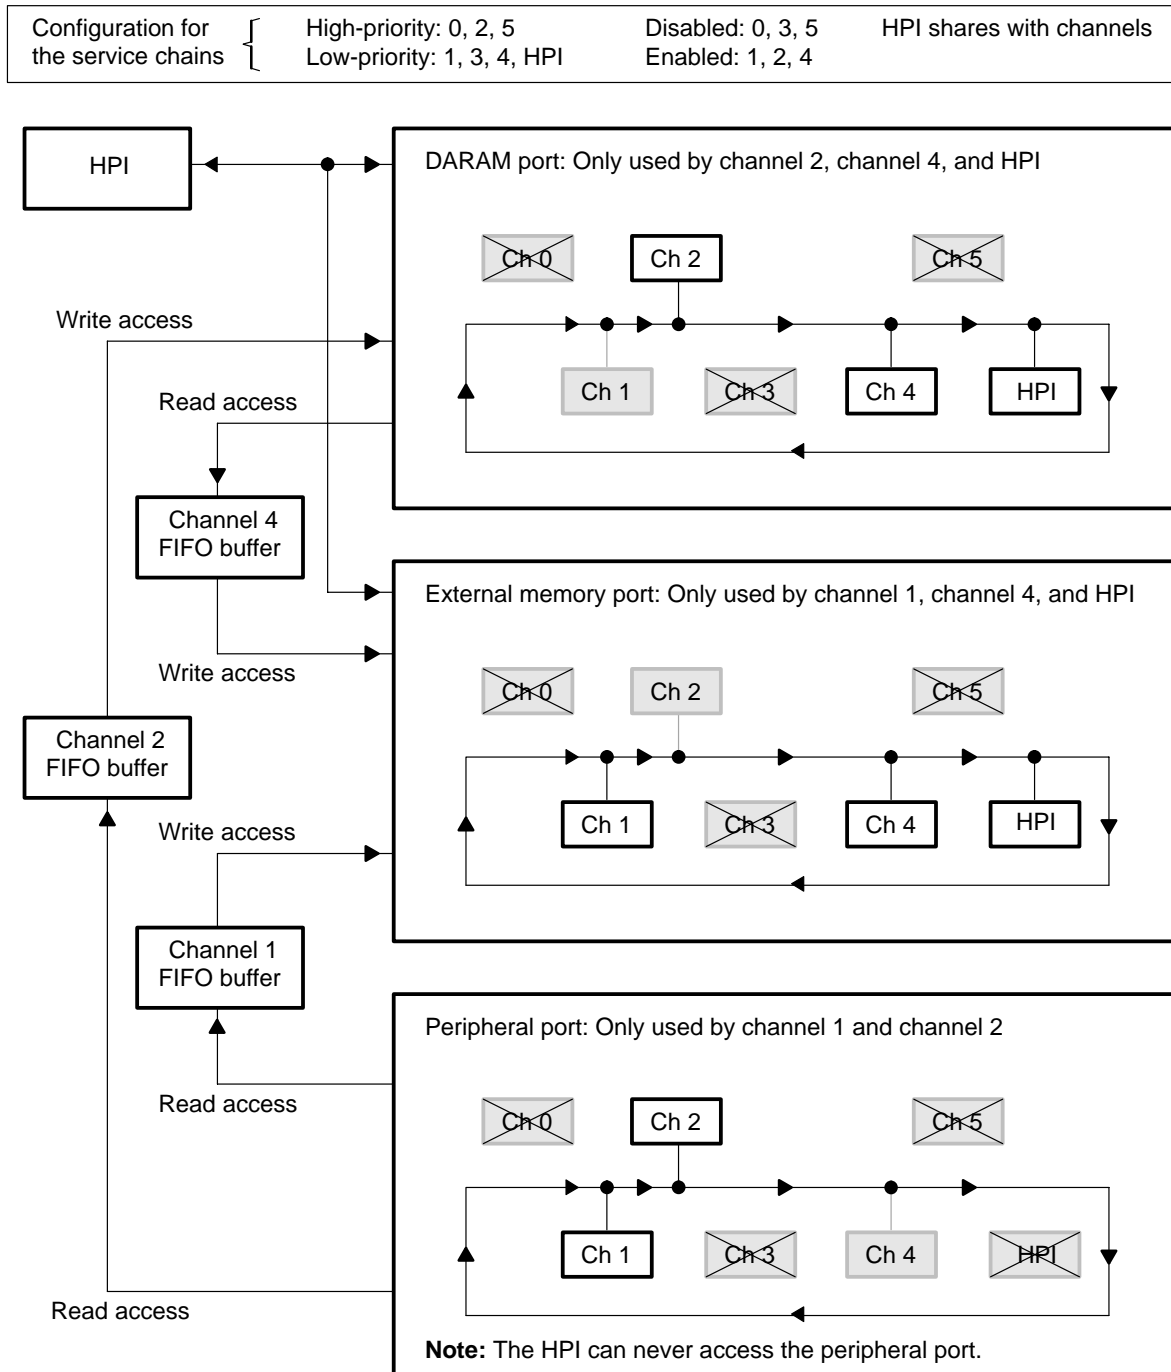 Configuration for the service chains
High-priority: 0, 2, 5
Low-priority: 1, 3, 4, HPI
Disabled: 0, 3, 5
Enabled: 1, 2, 4
HPI shares with channels
HPI
DARAM port: Only used by channel 2, channel 4, and HPI
Ch 0
Ch 2
Ch 5
Ch 1
Ch 3
Ch 4
HPI
Write access
Read access
Channel 4
FIFO buffer
Write access
External memory port: Only used by channel 1, channel 4, and HPI
Ch 0
Ch 2
Ch 5
Ch 1
Ch 3
Ch 4
HPI
Channel 2
FIFO buffer
Write access
Channel 1
FIFO buffer
Read access
Peripheral port: Only used by channel 1 and channel 2
Ch 0
Ch 2
Ch 5
Ch 1
Ch 3
Ch 4
HPI
Read access
Note: The HPI can never access the peripheral port.